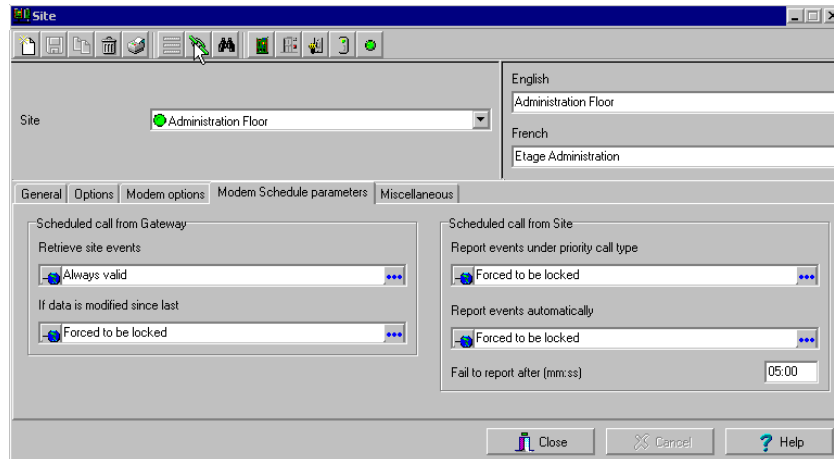 Site
English
Administration Floor
Site
Administration Floor
French
Etage Administration
General
Options
Modem options
Modem Schedule parameters
Miscellaneous
Scheduled call from Gateway
Retrieve site events
Always valid
If data is modified since last
Forced to be locked
Scheduled call from Site
Report events under priority call type
Forced to be locked
Report events automatically
Forced to be locked
Fail to report after (mm:ss)
05:00
Close
Cancel
Help